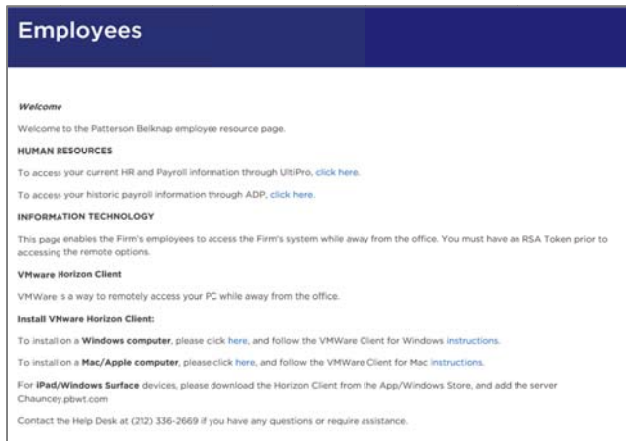 Employees
Welcome
Welcome to the Patterson Belknap employee resource page.
HUMAN RESOURCES
To access your current HR and Payroll information through UltiPro, click here.
To access your historic payroll information through ADP, click here.
INFORMATION TECHNOLOGY
This page enables the Firm's employees to access the Firm's system while away from the office. You must have an RSA Token prior to
accessing the remote options.
VMware Horizon Client
VMWare is a way to remotely access your PC while away from the office.
Install VMware Horizon Client:
To install on a Windows computer, please click here, and follow the VMWare Client for Windows instructions.
To install on a Mac/Apple computer, please click here, and follow the VMWare Client for Mac instructions.
For iPad/Windows Surface devices, please download the Horizon Client from the App/Windows Store, and add the server
Chauncey.pbwt.com
Contact the Help Desk at (212) 336-2669 if you have any questions or require assistance.